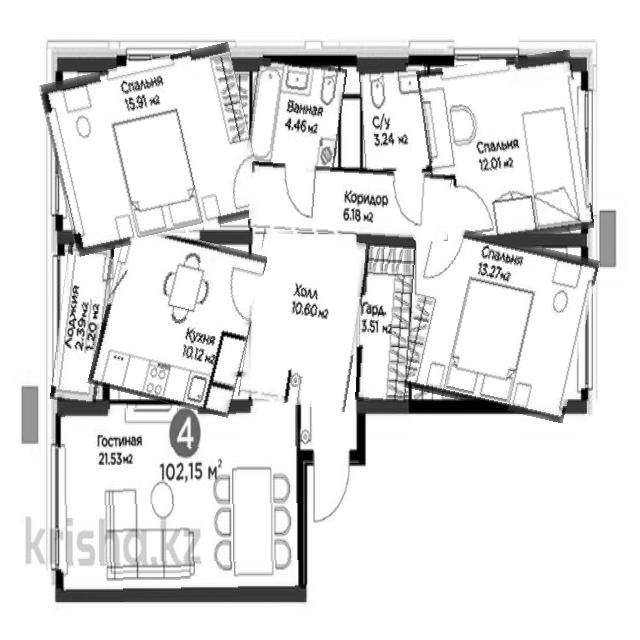 Спальня
15.91 м2
Ванная
4.46 м2
С/у
3.24 м2
Спальня
12.01 м2
Коридор
6.18 м2
Спальня
13.27 м2
Лоджия
2.39 м2
1.20 м2
Кухня
10.12 м2
Холл
10.60 м2
Гард.
3.51 м2
Гостиная
21.53 м2
4
102,15 м2
krisha.kz